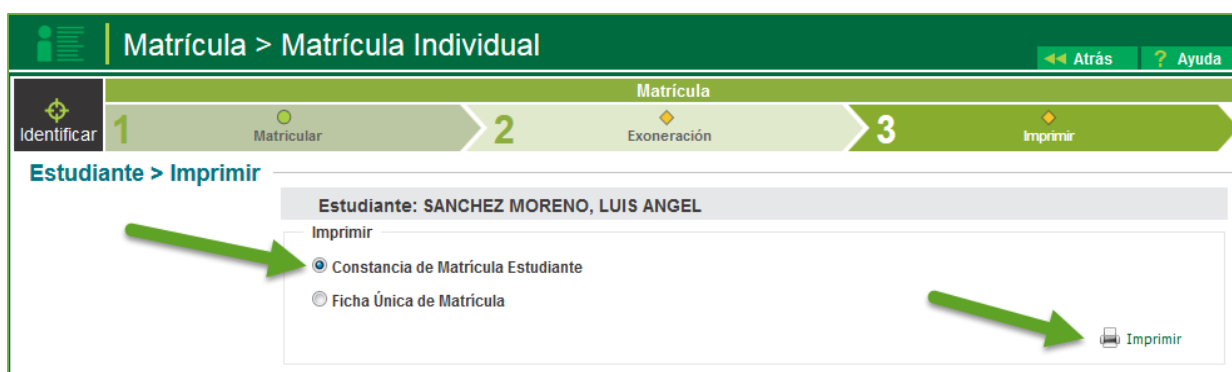 Matrícula > Matrícula Individual
Atrás
? Ayuda
Matrícula
Identificar
1 Matricular
2 Exoneración
3 Imprimir
Estudiante > Imprimir
Estudiante: SANCHEZ MORENO, LUIS ANGEL
Imprimir
Constancia de Matrícula Estudiante
Ficha Única de Matrícula
Imprimir